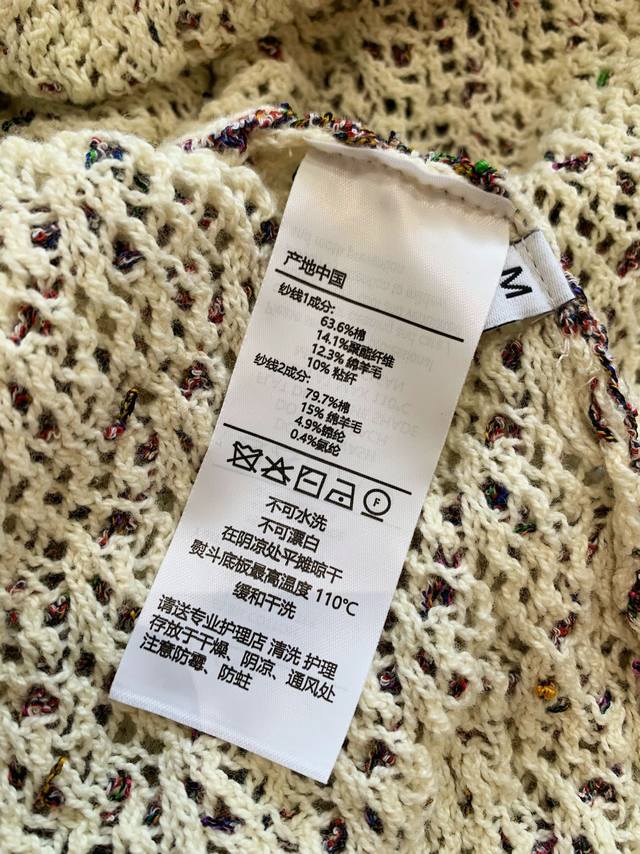 产地中国
纱线1成分:
63.6%棉
14.1%聚酯纤维
12.3% 绵羊毛
10% 粘纤
纱线2成分:
79.7%棉
15% 绵羊毛
4.9%锦纶
0.4%氨纶
F
不可水洗
不可漂白
在阴凉处平摊晾干
熨斗底板最高温度 110℃
缓和干洗
请送专业护理店 清洗 护理
存放于干燥、阴凉、通风处
注意防霉、防蛀
M